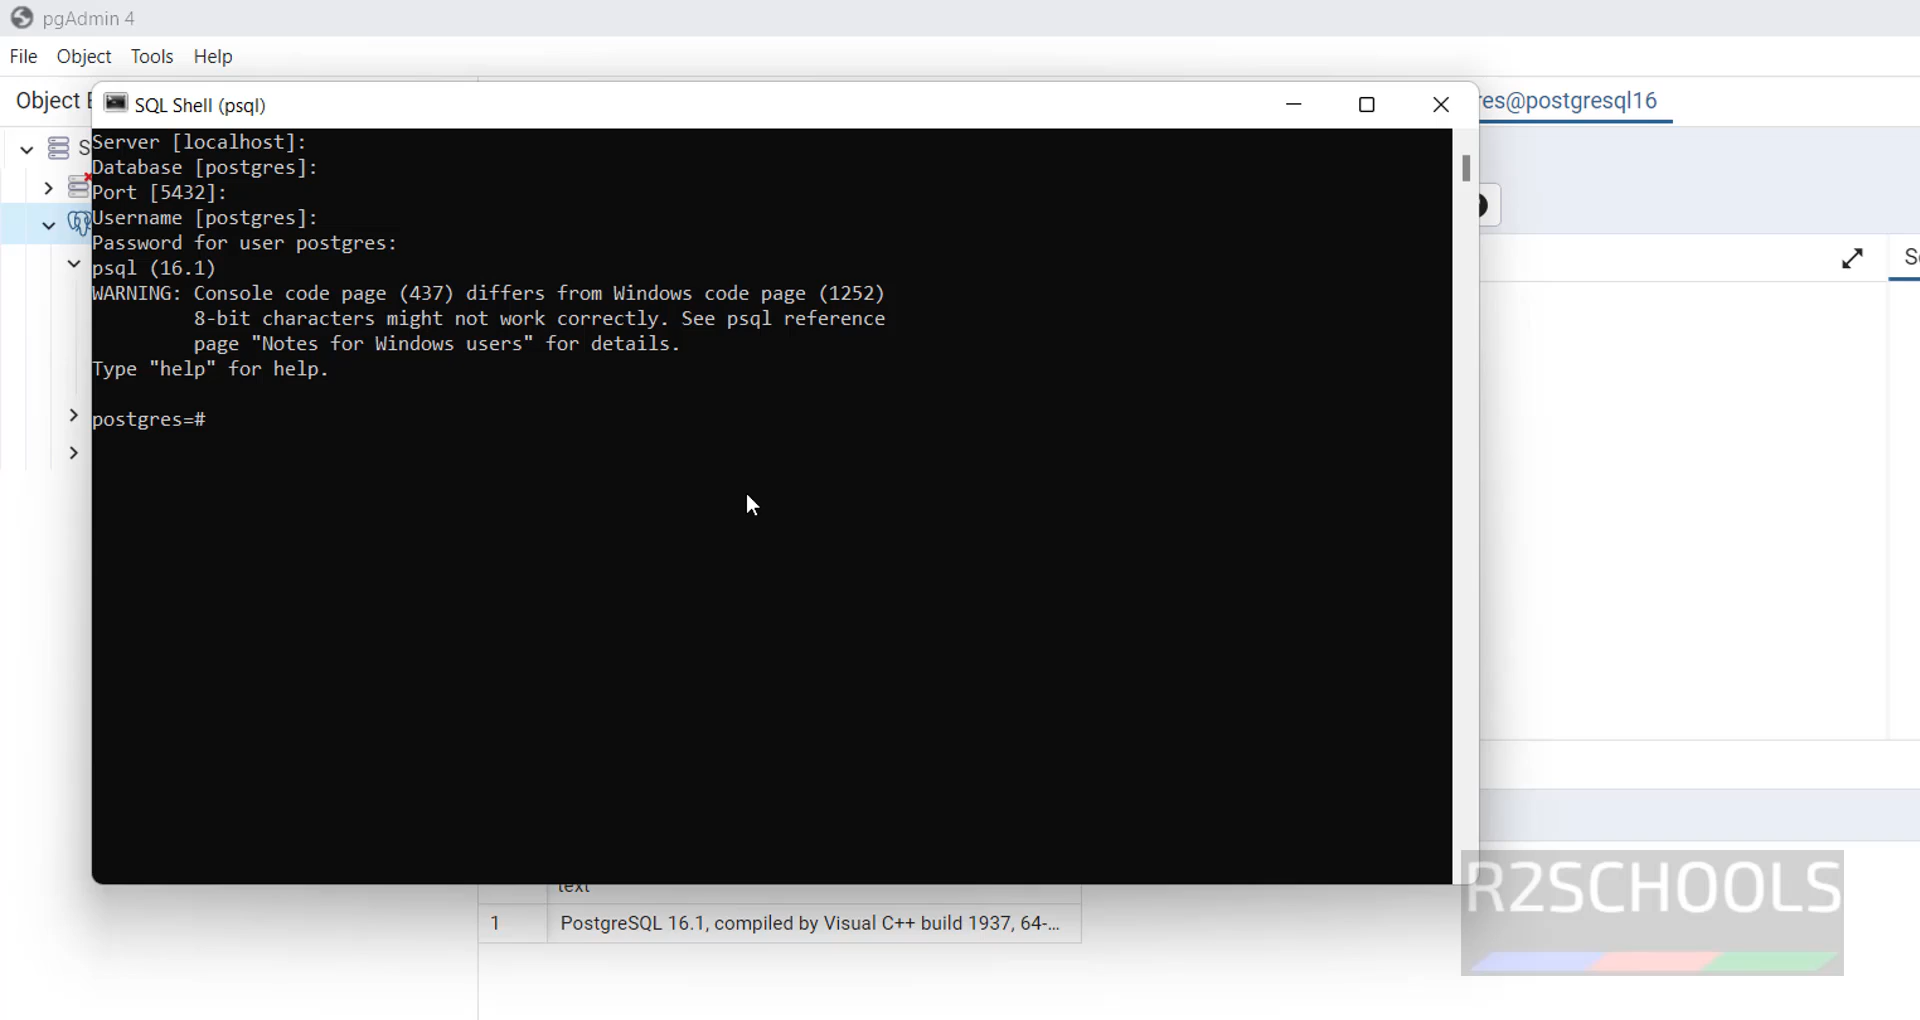 pgAdmin 4
File Object Tools Help
Object
SQL Shell (psql)
res@postgresql16
Server [localhost]:
Database [postgres]:
Port [5432]:
Username [postgres]:
Password for user postgres:
psql (16.1)
WARNING: Console code page (437) differs from Windows code page (1252)
8-bit characters might not work correctly. See psql reference
page "Notes for Windows users" for details.
Type "help" for help.
postgres=#
text
1 PostgreSQL 16.1, compiled by Visual C++ build 1937, 64-...
R2SCHOOLS